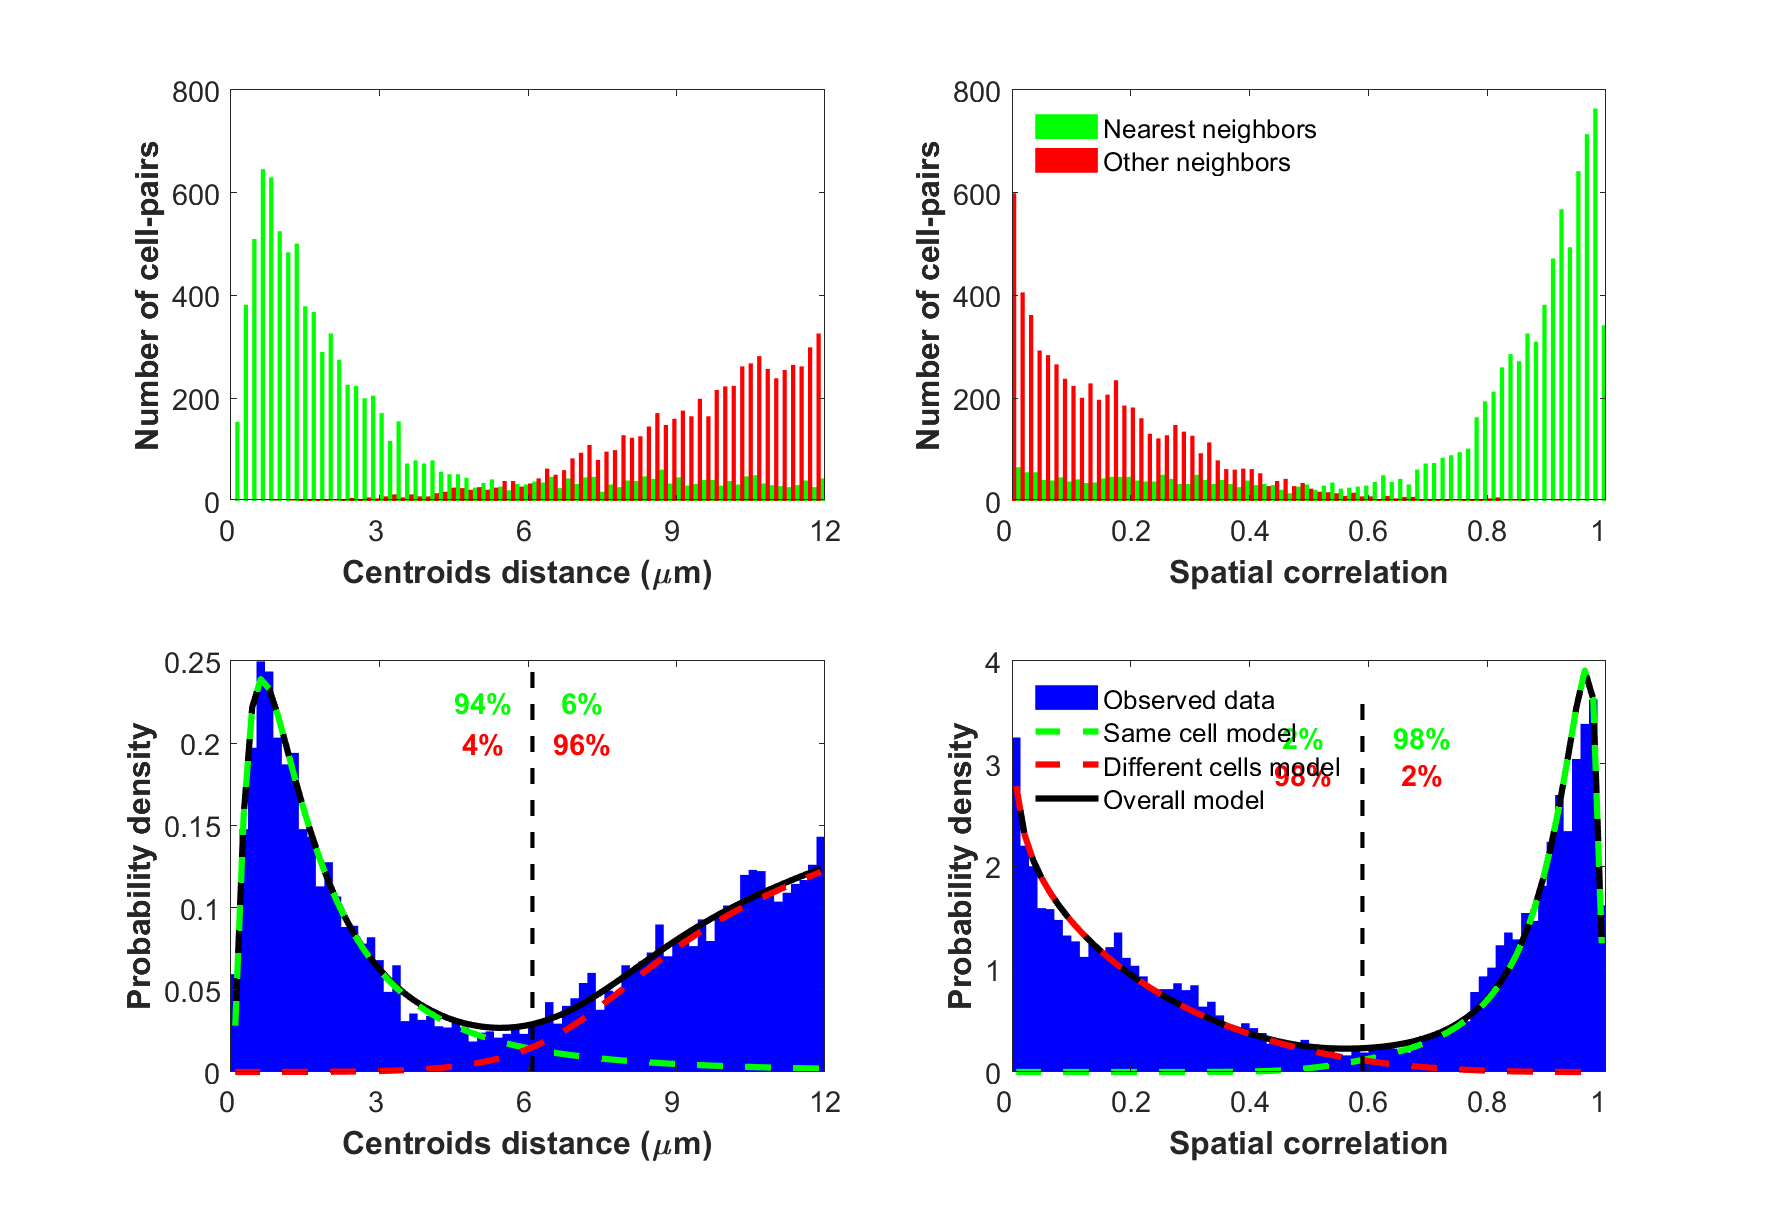 800
600
400
200
0
Number of cell-pairs
0 3 6 9 12
Centroids distance (μm)
800
600
400
200
0
Number of cell-pairs
Nearest neighbors
Other neighbors
0 0.2 0.4 0.6 0.8 1
Spatial correlation
0.25
0.2
0.15
0.1
0.05
0
Probability density
94% 6%
4% 96%
0 3 6 9 12
Centroids distance (μm)
4
3
2
1
0
Probability density
Observed data
Same cell model
Different cells model
Overall model
2% 98%
98% 2%
0 0.2 0.4 0.6 0.8 1
Spatial correlation